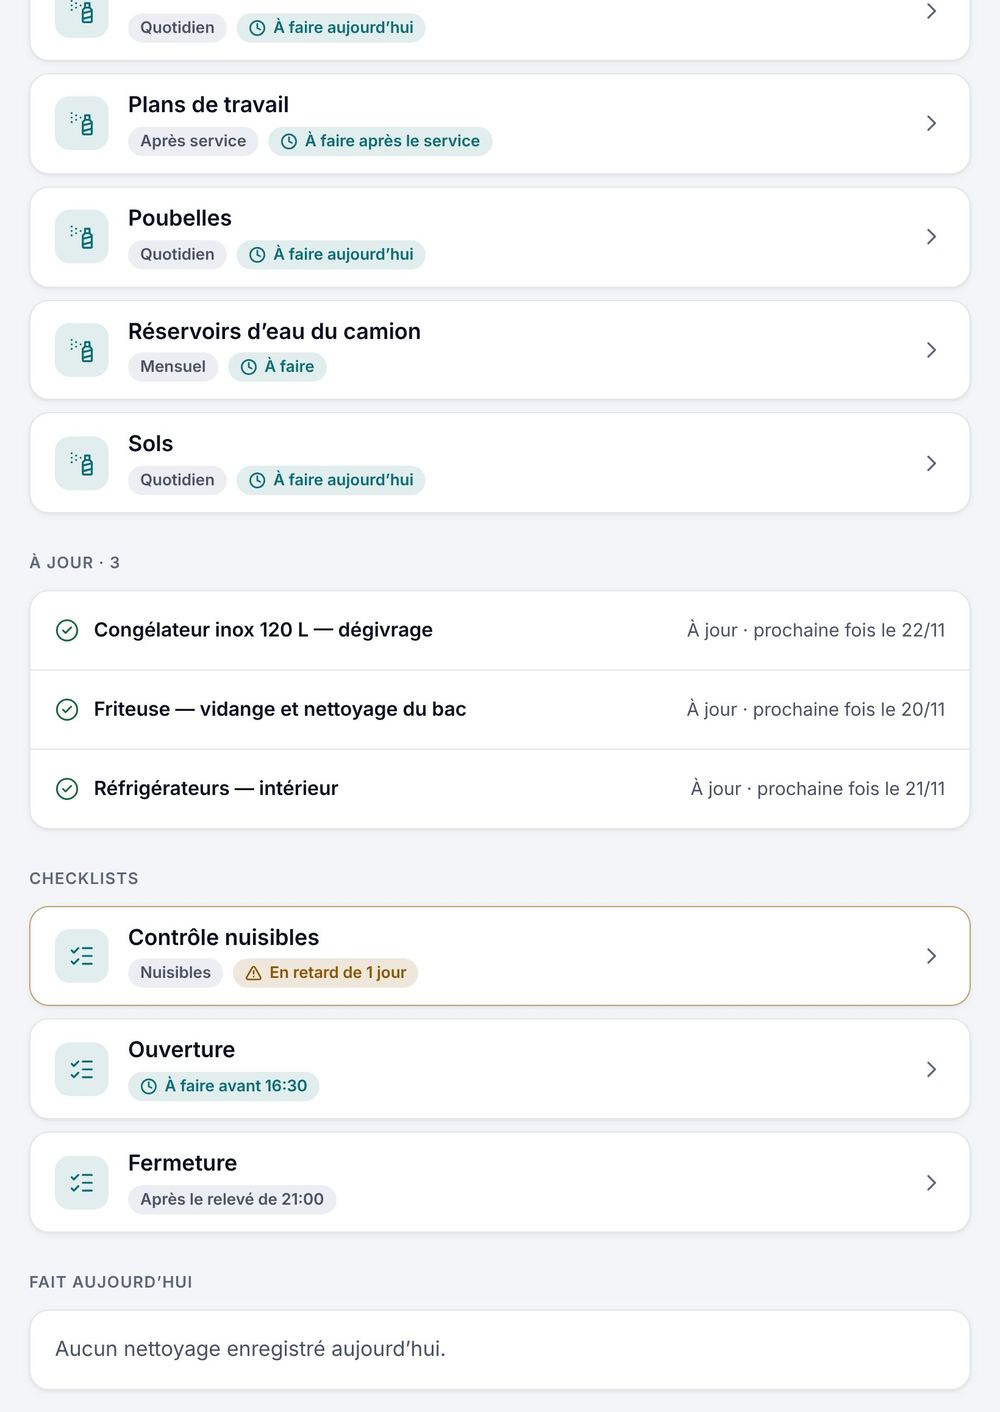 Quotidien À faire aujourd’hui
Plans de travail
Après service À faire après le service
Poubelles
Quotidien À faire aujourd’hui
Réservoirs d’eau du camion
Mensuel À faire
Sols
Quotidien À faire aujourd’hui
À JOUR · 3
Congélateur inox 120 L — dégivrage À jour · prochaine fois le 22/11
Friteuse — vidange et nettoyage du bac À jour · prochaine fois le 20/11
Réfrigérateurs — intérieur À jour · prochaine fois le 21/11
CHECKLISTS
Contrôle nuisibles
Nuisibles En retard de 1 jour
Ouverture
À faire avant 16:30
Fermeture
Après le relevé de 21:00
FAIT AUJOURD’HUI
Aucun nettoyage enregistré aujourd’hui.